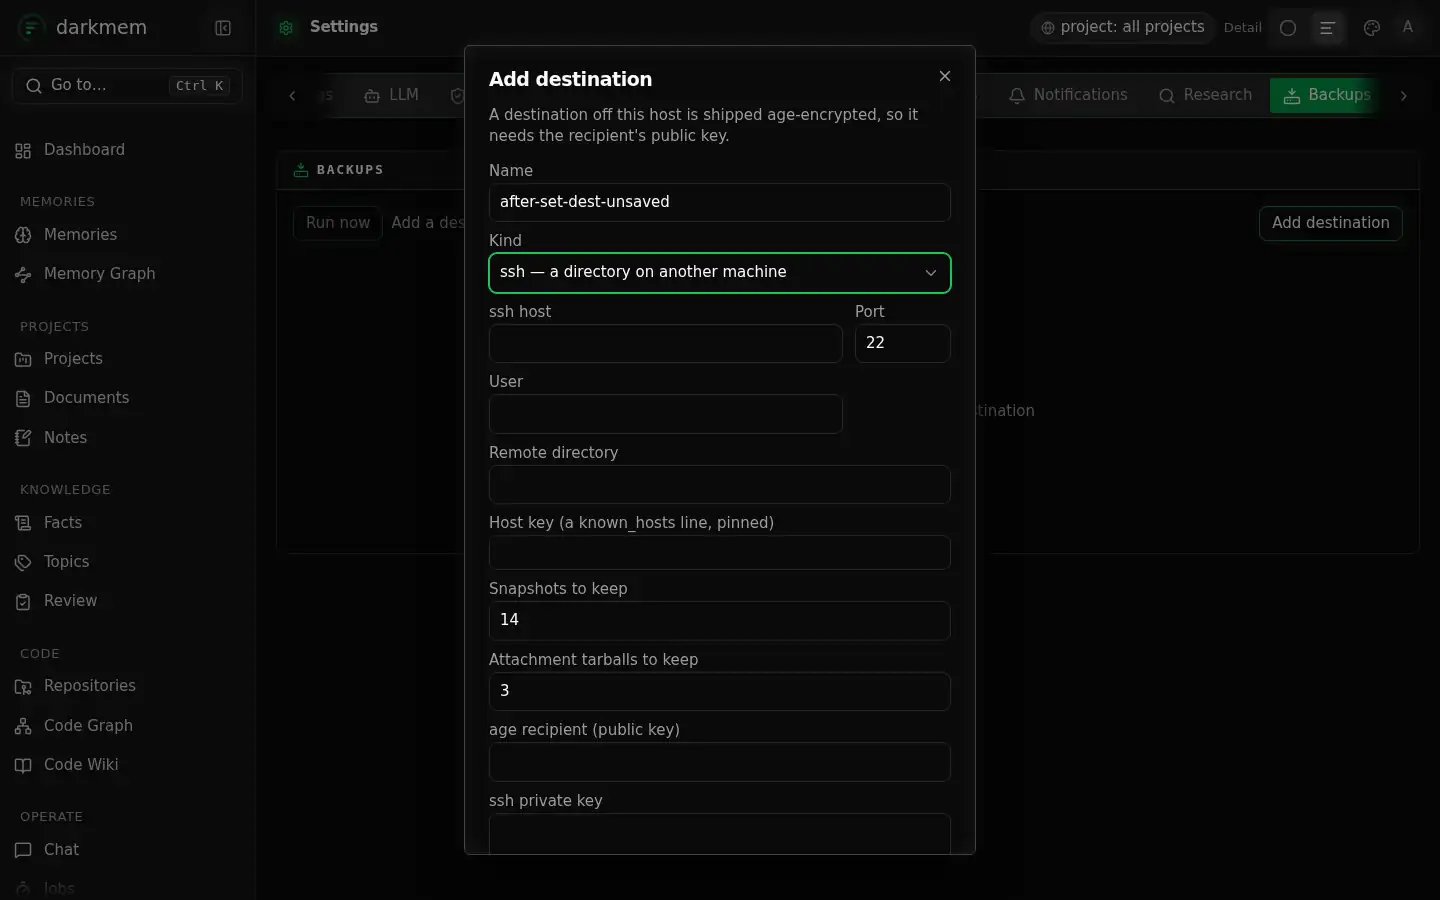 darkmem
Settings
project: all projects
Detail
A
Go to...
Ctrl K
LLM
Notifications
Research
Backups
Dashboard
MEMORIES
Memories
Memory Graph
PROJECTS
Projects
Documents
Notes
KNOWLEDGE
Facts
Topics
Review
CODE
Repositories
Code Graph
Code Wiki
OPERATE
Chat
Jobs
BACKUPS
Run now
Add a des
Add destination
Add destination
A destination off this host is shipped age-encrypted, so it
needs the recipient's public key.
Name
after-set-dest-unsaved
Kind
ssh — a directory on another machine
ssh host
Port
22
User
Remote directory
Host key (a known_hosts line, pinned)
Snapshots to keep
14
Attachment tarballs to keep
3
age recipient (public key)
ssh private key